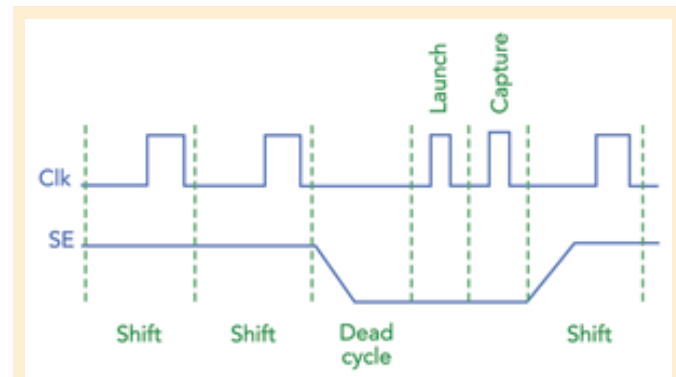 Launch
Capture
Clk
SE
Shift
Shift
Dead
cycle
Shift